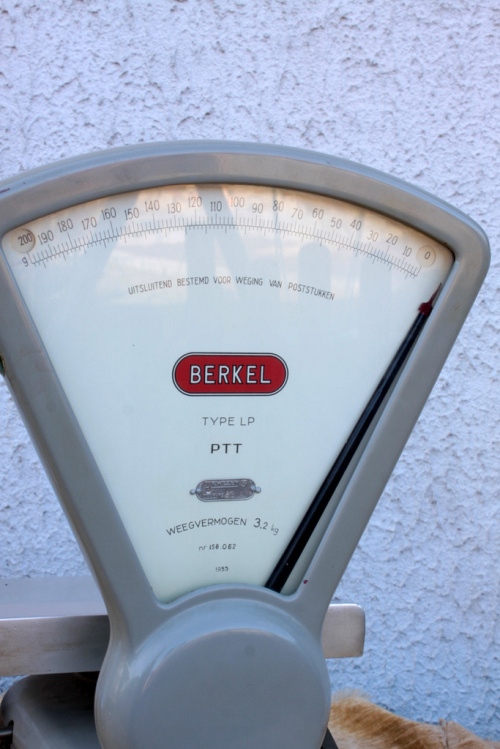 200 190 180 170 160 150 140 130 120 110 100 90 80 70 60 50 40 30 20 10 0
g
UITSLUITEND BESTEMD VOOR WEGING VAN POSTSTUKKEN
BERKEL
TYPE LP
PTT
WEEGVERMOGEN 3,2 kg
nr 158.062
1955